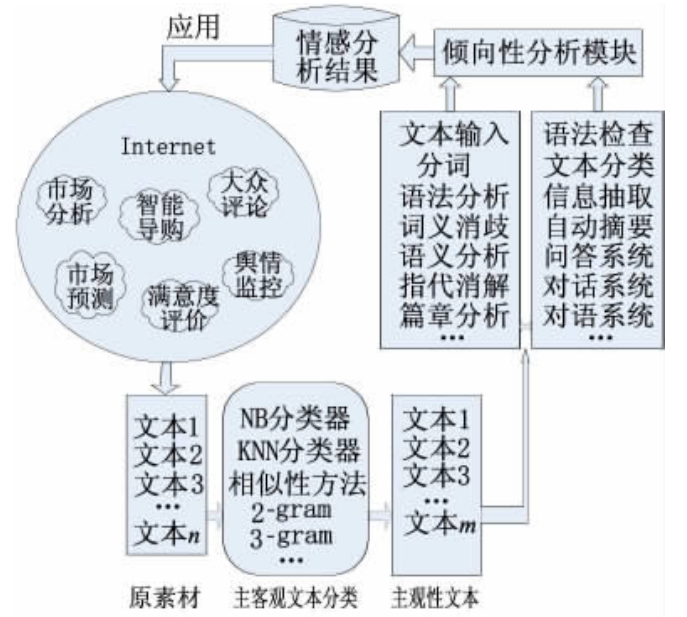 应用
情感分
析结果
倾向性分析模块
Internet
市场
分析
智能
导购
大众
评论
市场
预测
满意度
评价
舆情
监控
文本输入
分词
语法分析
词义消歧
语义分析
指代消解
篇章分析
...
语法检查
文本分类
信息抽取
自动摘要
问答系统
对话系统
对语系统
...
文本1
文本2
文本3
...
文本n
原素材
NB分类器
KNN分类器
相似性方法
2-gram
3-gram
...
主客观文本分类
文本1
文本2
文本3
...
文本m
主观性文本